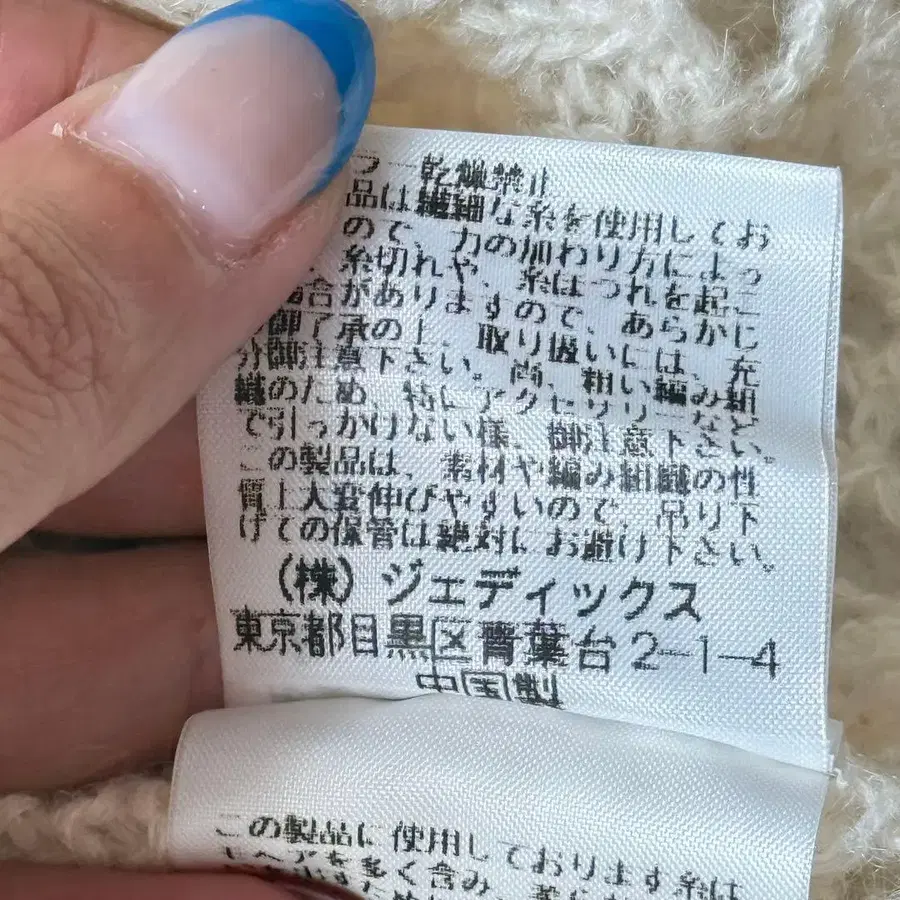 ー乾燥禁止
品は繊細な糸を使用してお
ので、力の加わり方によっ
、糸切れや、糸ほつれを起こ
場合がありますので、あらかじ
御了承の上、取り扱いには、充
分御注意下さい。尚、粗い編み組
織のため、特にアクセサリーなど
で引っかけない様、御注意下さい。
この製品は、素材や編み組織の性
質上大変伸びやすいので、吊り下
げての保管は絶対にお避け下さい。
(株)ジェディックス
東京都目黒区青葉台2-1-4
中国製
この製品に使用しております糸は
ヘアを多く含み、